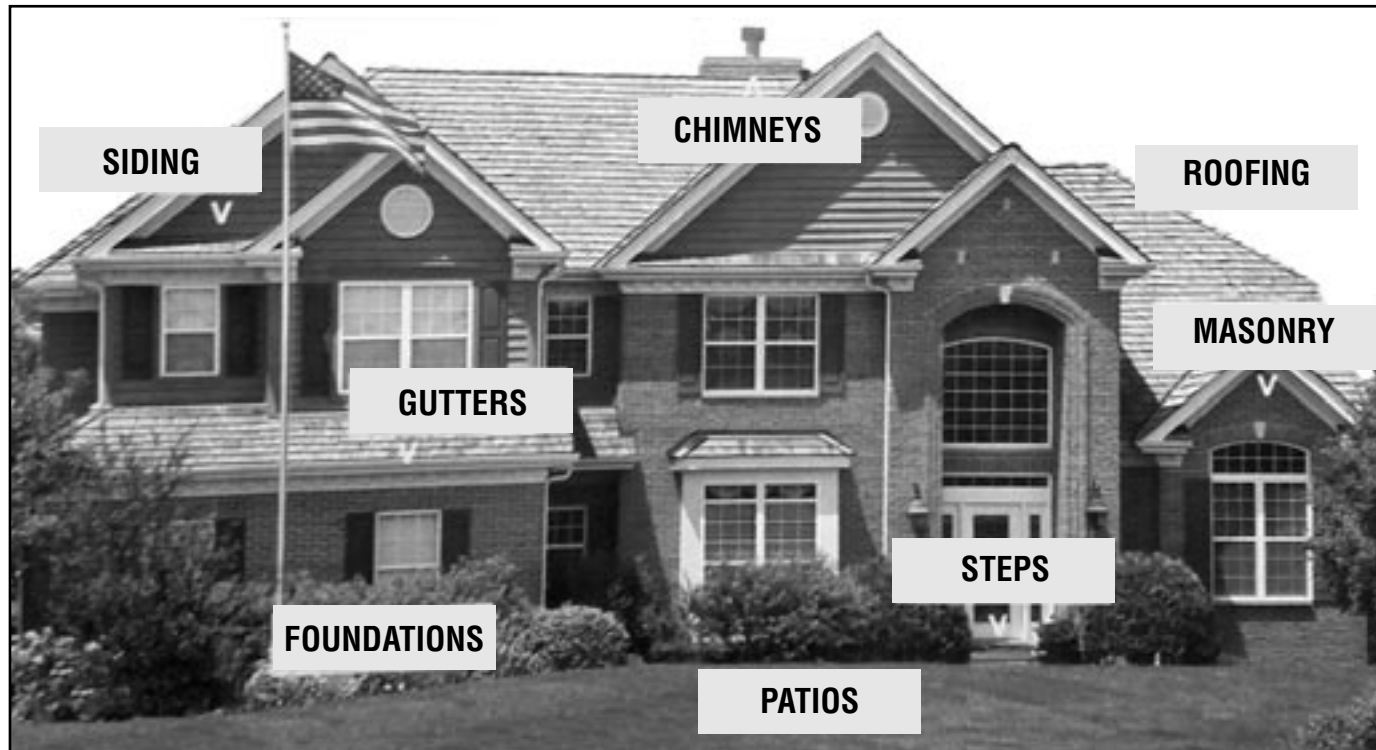 CHIMNEYS
SIDING
ROOFING
MASONRY
GUTTERS
STEPS
FOUNDATIONS
PATIOS